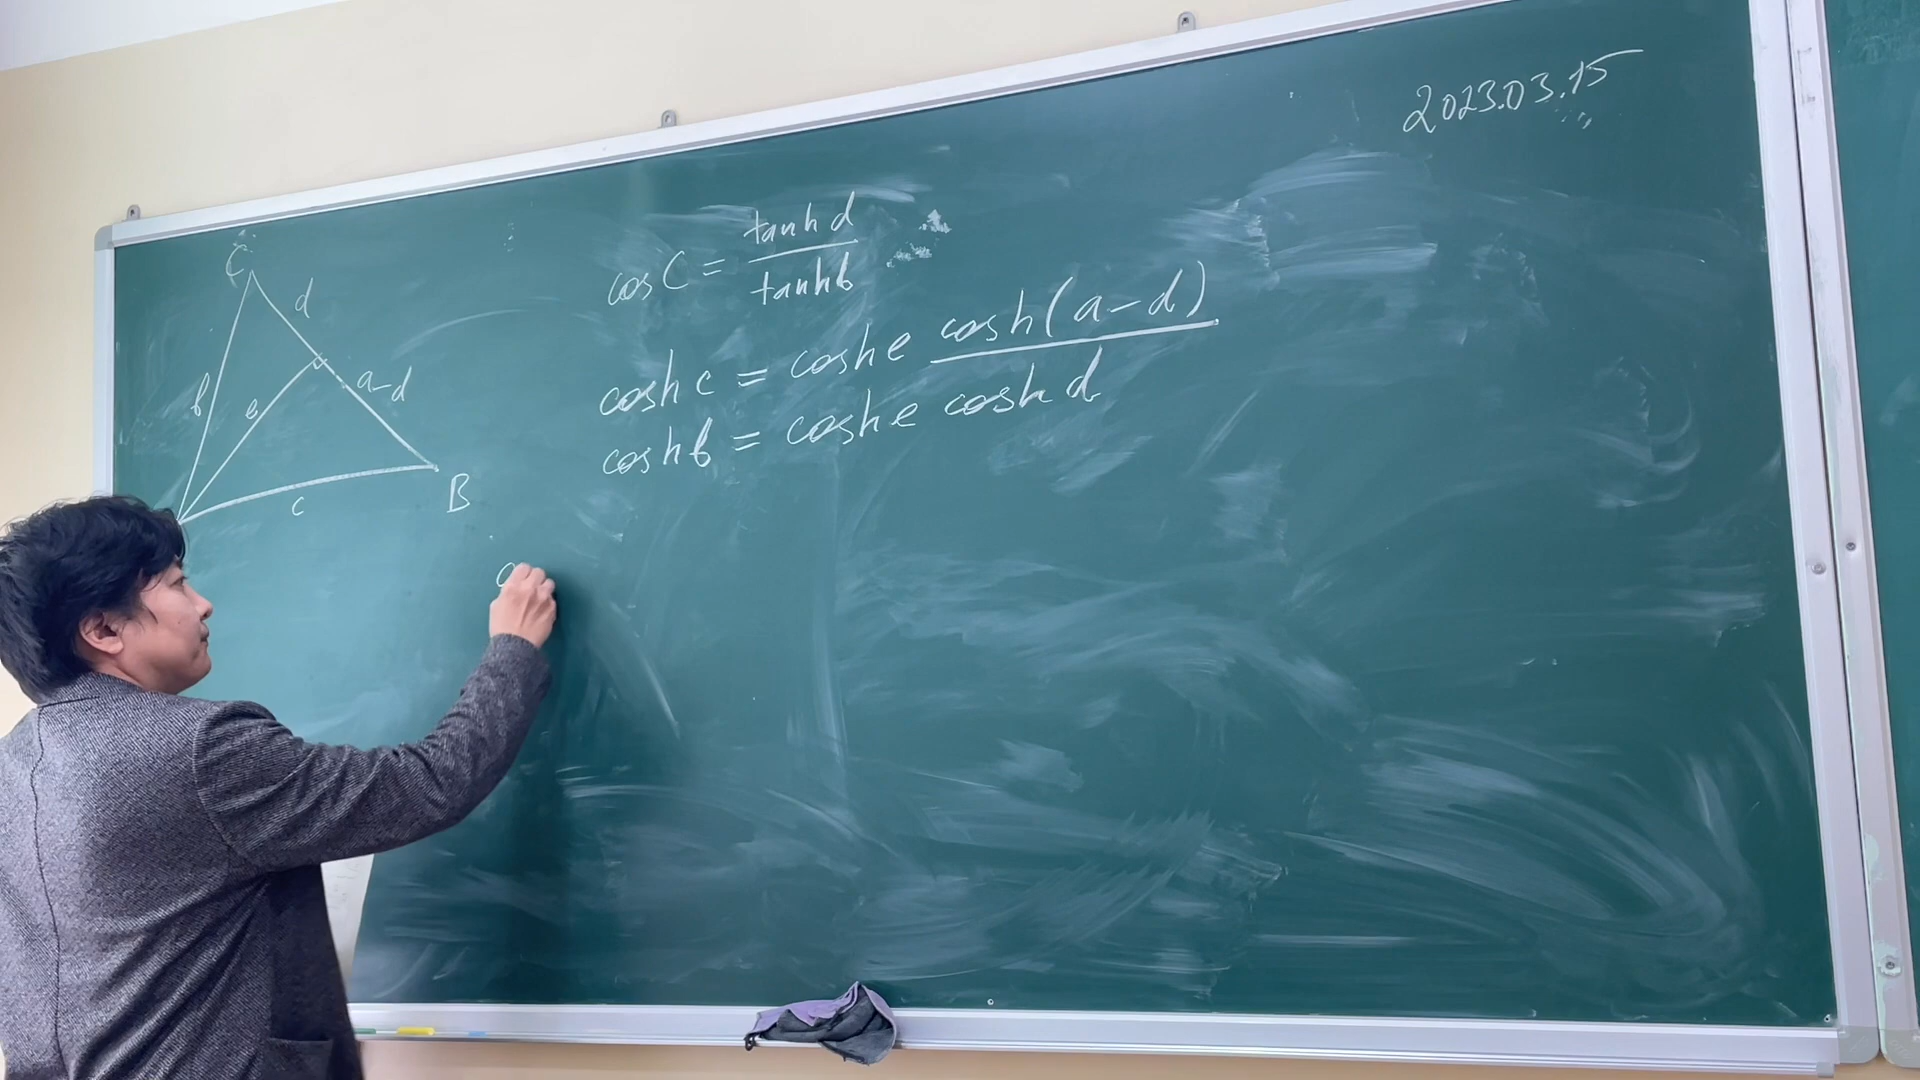 2023.03.15
C
d
b
e
a-d
c
B
cos C = tanh d / tanh b
cosh c = cosh e cosh(a-d)
cosh b = cosh e cosh d